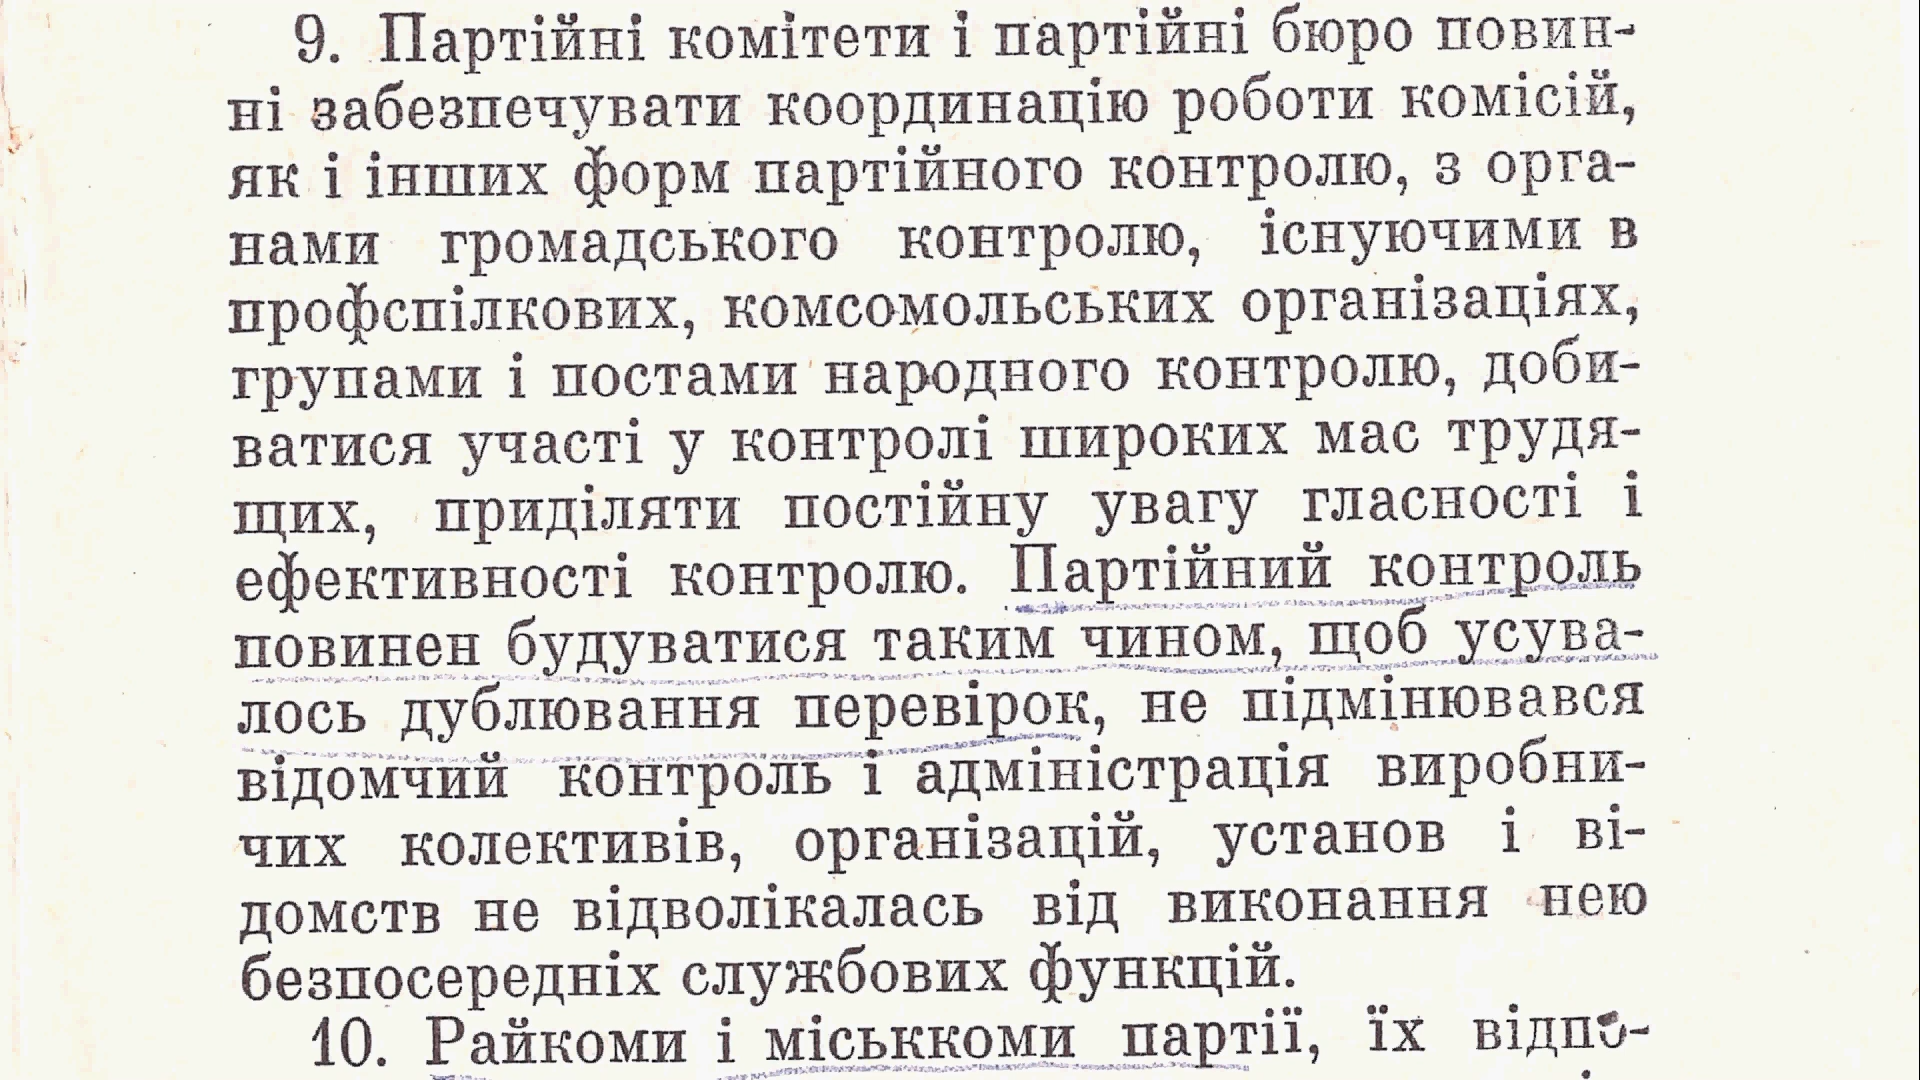 9. Партійні комітети і партійні бюро повин-
ні забезпечувати координацію роботи комісій,
як і інших форм партійного контролю, з орга-
нами громадського контролю, існуючими в
профспілкових, комсомольських організаціях,
групами і постами народного контролю, доби-
ватися участі у контролі широких мас трудя-
щих, приділяти постійну увагу гласності і
ефективності контролю. Партійний контроль
повинен будуватися таким чином, щоб усува-
лось дублювання перевірок, не підмінювався
відомчий контроль і адміністрація виробни-
чих колективів, організацій, установ і ві-
домств не відволікалась від виконання нею
безпосередніх службових функцій.
10. Райкоми і міськкоми партії, їх відпо-